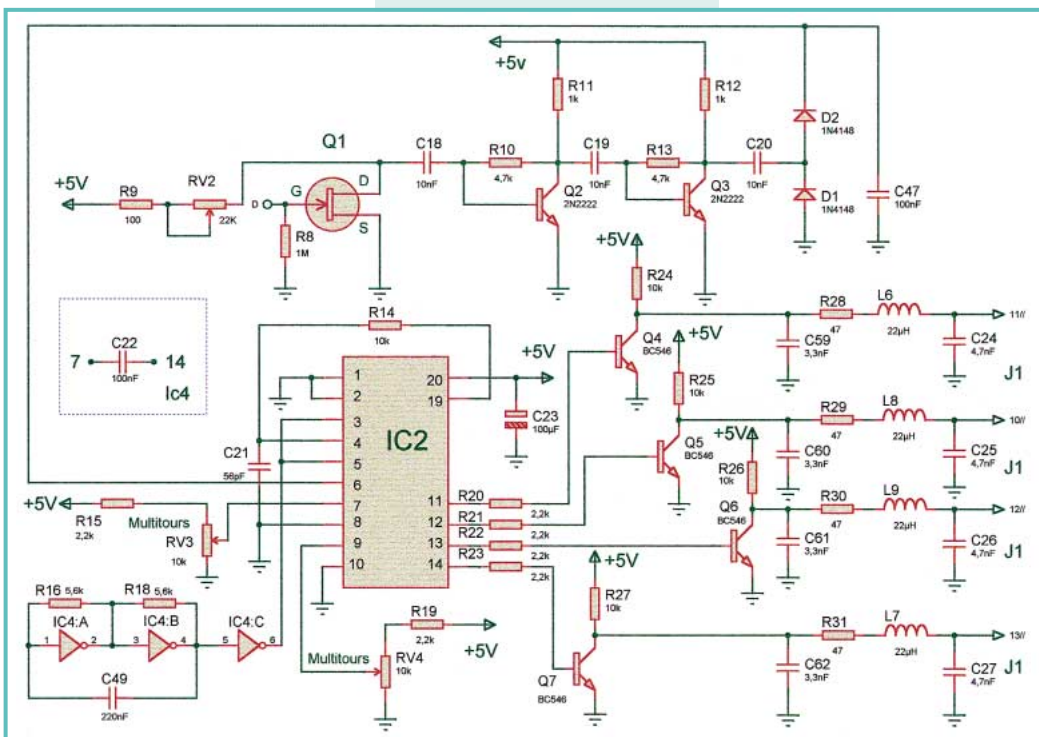 +5v
R11
1k
R12
1k
D2
1N4148
Q1
C18
10nF
R10
4,7k
C19
10nF
R13
4,7k
C20
10nF
+5V
R9
100
RV2
22K
D
G
D
S
R8
1M
Q2
2N2222
Q3
2N2222
D1
1N4148
C47
100nF
+5V
R24
10k
R14
10k
7
C22
100nF
14
Ic4
+5V
Q4
BC546
+5V
R25
10k
C59
3,3nF
R28
47
L6
22µH
11//
C24
4,7nF
J1
1
2
3
4
5
6
7
8
9
10
IC2
20
19
11
12
13
14
C23
100µF
C21
56pF
+5V
R15
2,2k
Multitours
RV3
10k
R20
2,2k
R21
2,2k
R22
2,2k
R23
2,2k
Q5
BC546
+5V
R26
10k
C60
3,3nF
R29
47
L8
22µH
10//
C25
4,7nF
J1
Q6
BC546
C61
3,3nF
R30
47
L9
22µH
12//
C26
4,7nF
J1
+5V
R27
10k
R16 5,6k
R18 5,6k
IC4:A
IC4:B
IC4:C
1
2
3
4
5
6
C49
220nF
R19
2,2k
+5V
Multitours
RV4
10k
Q7
BC546
C62
3,3nF
R31
47
L7
22µH
13//
C27
4,7nF
J1